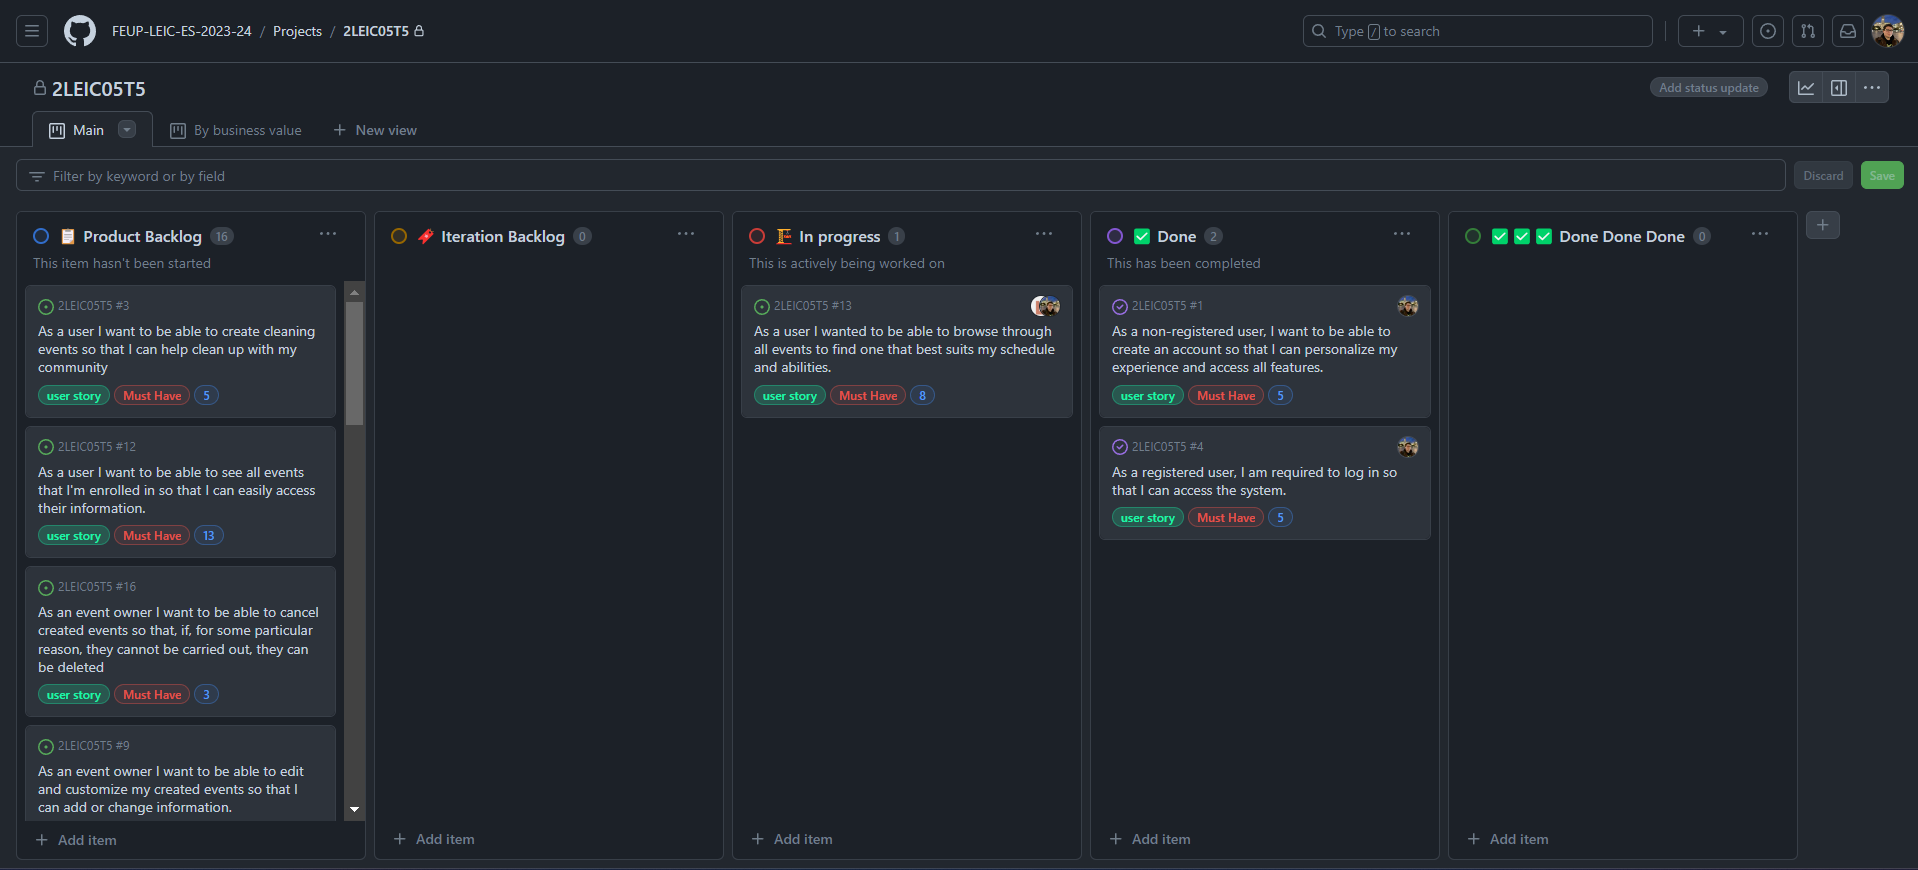 FEUP-LEIC-ES-2023-24 / Projects / 2LEIC05T5
Type / to search
2LEIC05T5
Add status update
Main
By business value
New view
Filter by keyword or by field
Discard
Save
Product Backlog 16
This item hasn't been started
2LEIC05T5 #3
As a user I want to be able to create cleaning
events so that I can help clean up with my
community
user story Must Have 5
2LEIC05T5 #12
As a user I want to be able to see all events
that I'm enrolled in so that I can easily access
their information.
user story Must Have 13
2LEIC05T5 #16
As an event owner I want to be able to cancel
created events so that, if, for some particular
reason, they cannot be carried out, they can
be deleted
user story Must Have 3
2LEIC05T5 #9
As an event owner I want to be able to edit
and customize my created events so that I
can add or change information.
Add item
Iteration Backlog 0
Add item
In progress 1
This is actively being worked on
2LEIC05T5 #13
As a user I wanted to be able to browse through
all events to find one that best suits my schedule
and abilities.
user story Must Have 8
Add item
Done 2
This has been completed
2LEIC05T5 #1
As a non-registered user, I want to be able to
create an account so that I can personalize my
experience and access all features.
user story Must Have 5
2LEIC05T5 #4
As a registered user, I am required to log in so
that I can access the system.
user story Must Have 5
Add item
Done Done Done 0
Add item